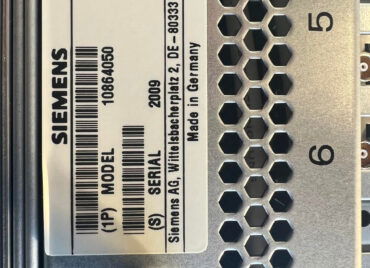 SIEMENS
(1P) MODEL 10864050
(S) SERIAL 2009
Siemens AG, Wittelsbacherplatz 2, DE-80333
Made in Germany
5
6